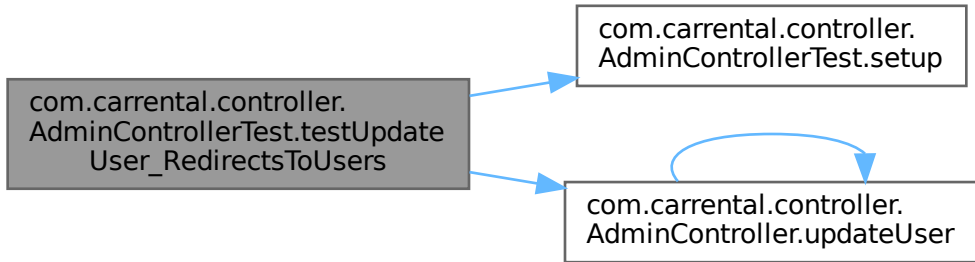 com.carrental.controller.
AdminControllerTest.testUpdate
User_RedirectsToUsers
com.carrental.controller.
AdminControllerTest.setup
com.carrental.controller.
AdminController.updateUser